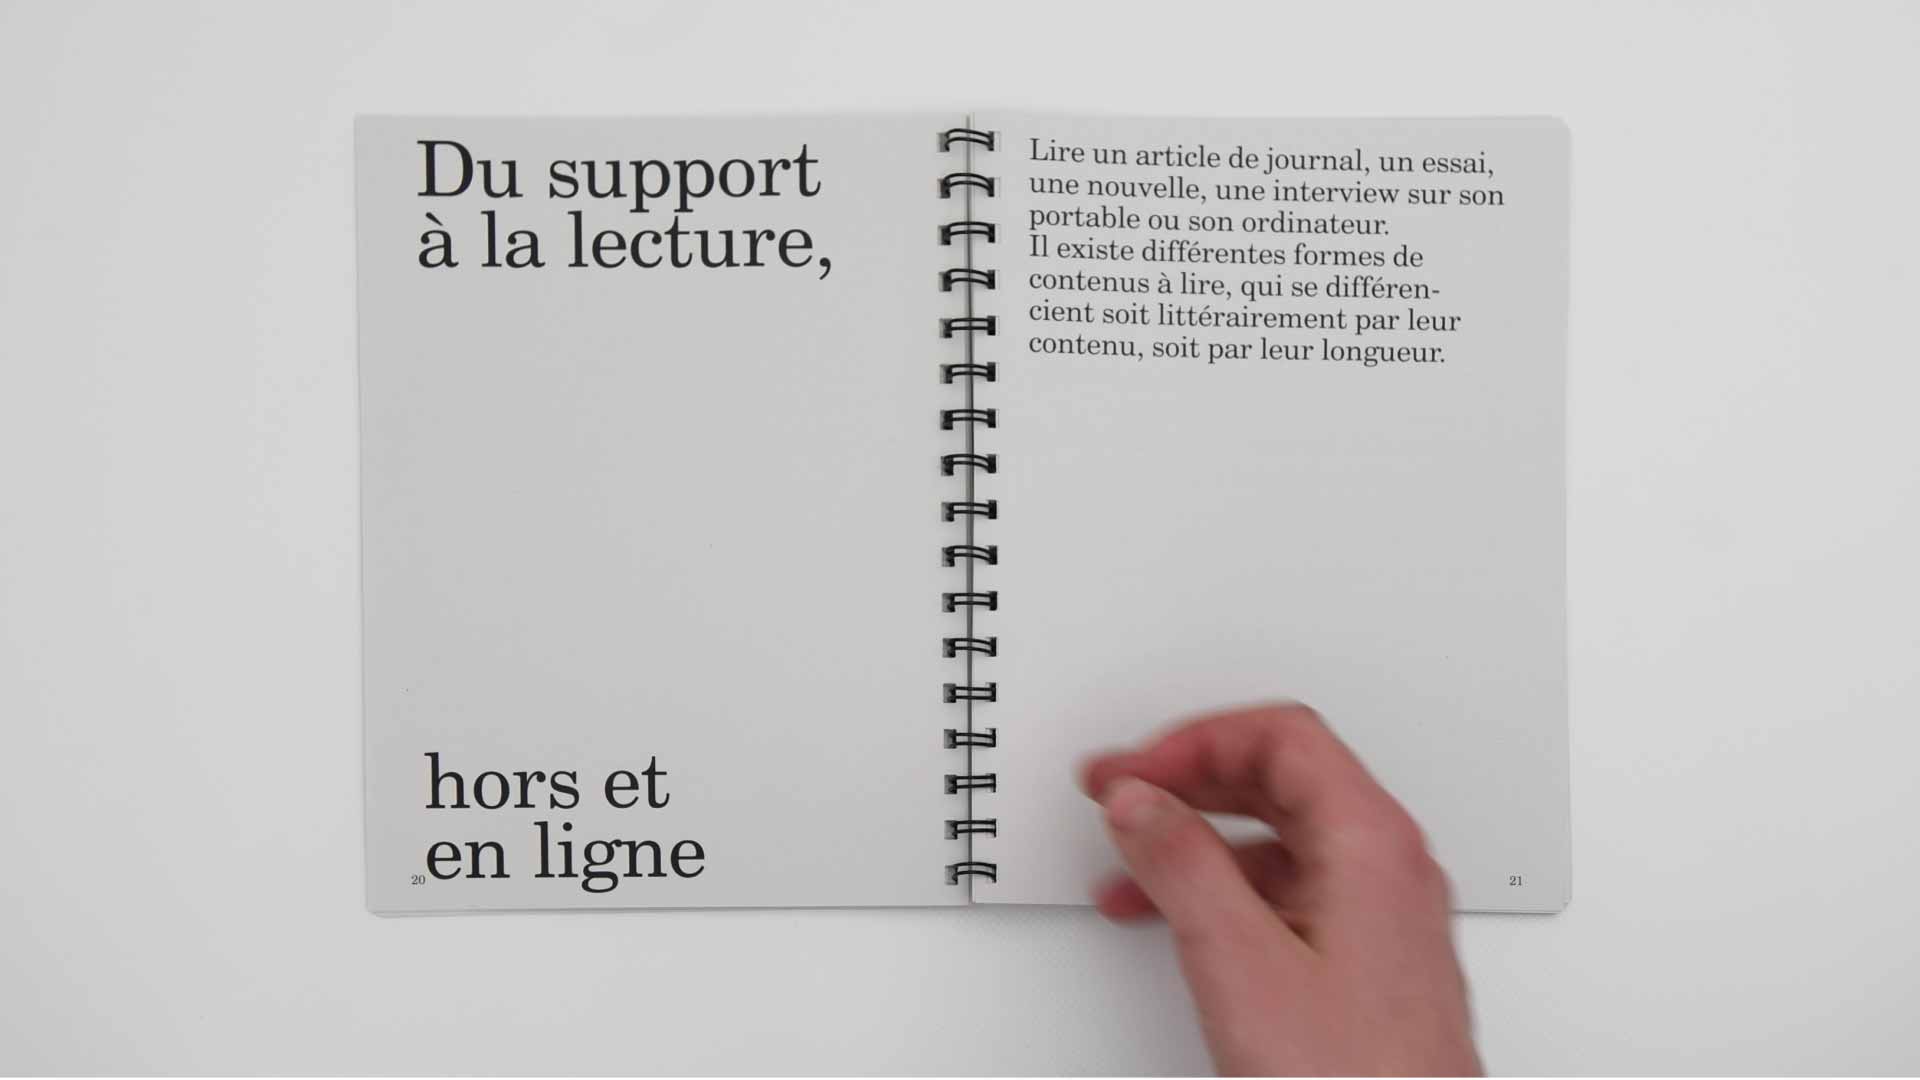 Du support
à la lecture,
hors et
en ligne
20
Lire un article de journal, un essai,
une nouvelle, une interview sur son
portable ou son ordinateur.
Il existe différentes formes de
contenus à lire, qui se différen-
cient soit littérairement par leur
contenu, soit par leur longueur.
21